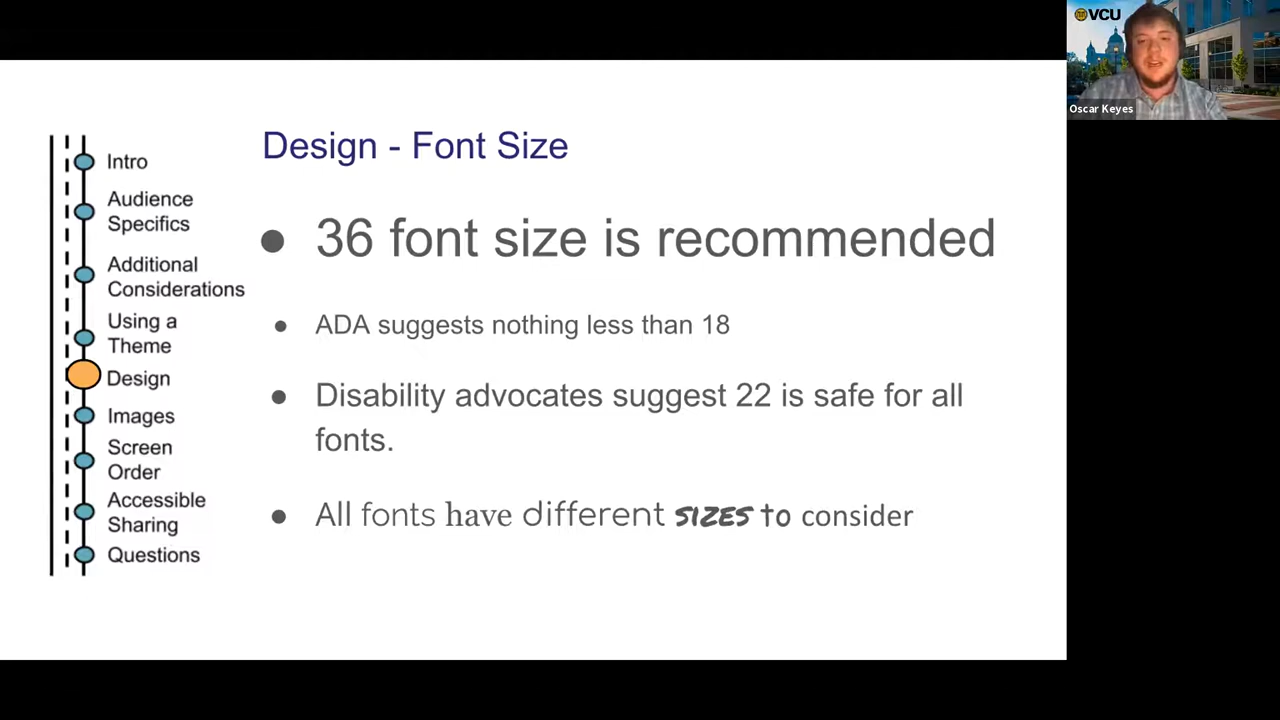 VCU
Oscar Keyes
Design - Font Size
Intro
Audience
Specifics
Additional
Considerations
Using a
Theme
Design
Images
Screen
Order
Accessible
Sharing
Questions
● 36 font size is recommended
● ADA suggests nothing less than 18
● Disability advocates suggest 22 is safe for all
fonts.
● All fonts have different sizes to consider